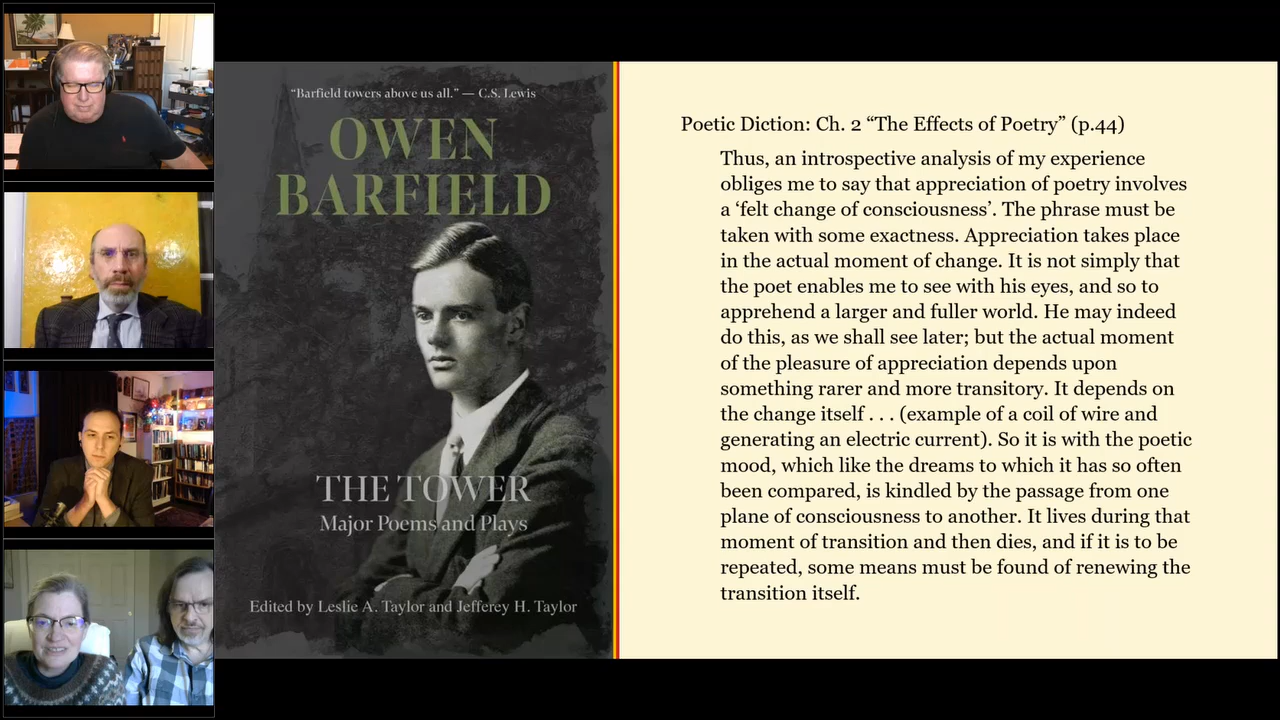 “Barfield towers above us all.” — C.S. Lewis
OWEN
BARFIELD
THE TOWER
Major Poems and Plays
Edited by Leslie A. Taylor and Jefferey H. Taylor
Poetic Diction: Ch. 2 “The Effects of Poetry” (p.44)
Thus, an introspective analysis of my experience
obliges me to say that appreciation of poetry involves
a ‘felt change of consciousness’. The phrase must be
taken with some exactness. Appreciation takes place
in the actual moment of change. It is not simply that
the poet enables me to see with his eyes, and so to
apprehend a larger and fuller world. He may indeed
do this, as we shall see later; but the actual moment
of the pleasure of appreciation depends upon
something rarer and more transitory. It depends on
the change itself . . . (example of a coil of wire and
generating an electric current). So it is with the poetic
mood, which like the dreams to which it has so often
been compared, is kindled by the passage from one
plane of consciousness to another. It lives during that
moment of transition and then dies, and if it is to be
repeated, some means must be found of renewing the
transition itself.